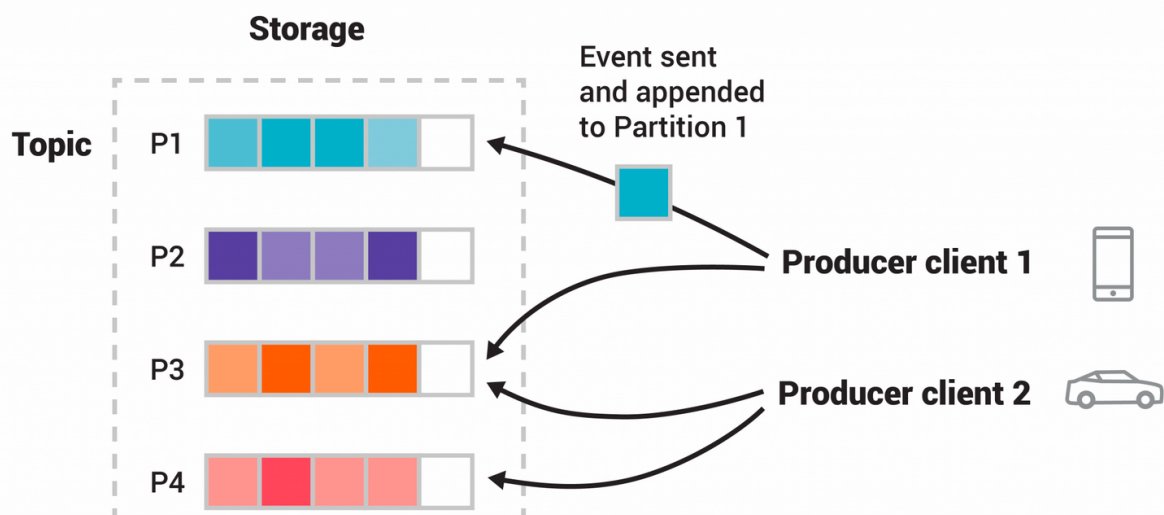 Storage
Event sent
and appended
to Partition 1
Topic
P1
P2
Producer client 1
P3
Producer client 2
P4